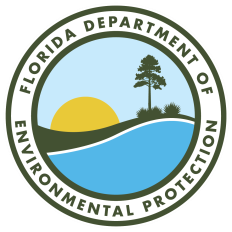 FLORIDA DEPARTMENT OF
ENVIRONMENTAL PROTECTION